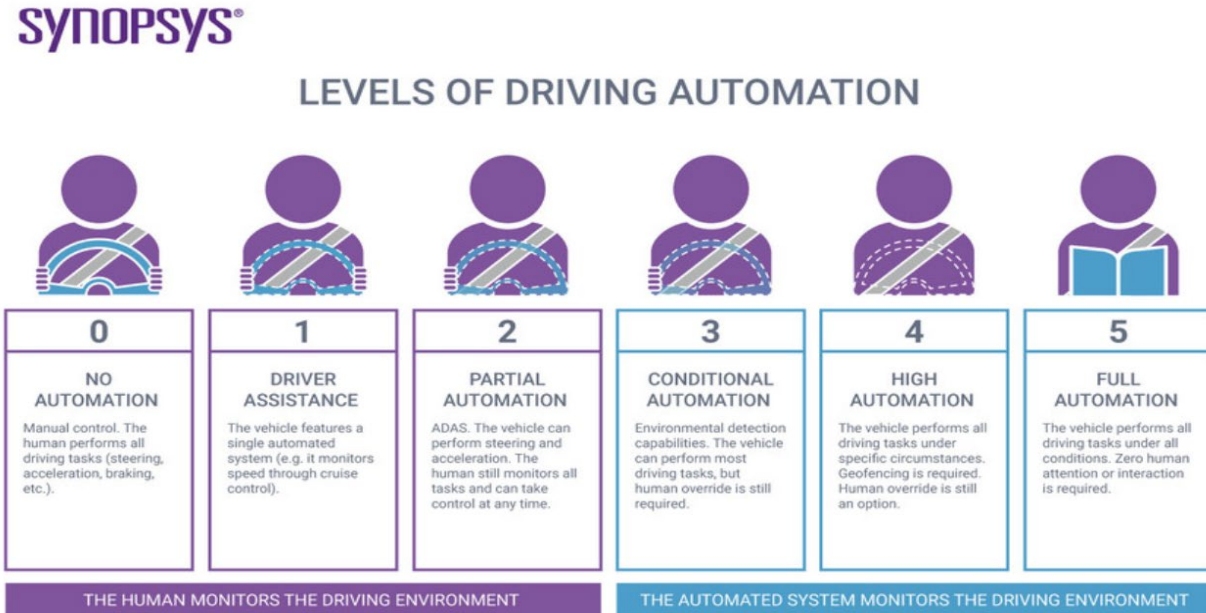 SYNOPSYS®
LEVELS OF DRIVING AUTOMATION
0
NO
AUTOMATION
Manual control. The
human performs all
driving tasks (steering,
acceleration, braking,
etc.).
1
DRIVER
ASSISTANCE
The vehicle features a
single automated
system (e.g. it monitors
speed through cruise
control).
2
PARTIAL
AUTOMATION
ADAS. The vehicle can
perform steering and
acceleration. The
human still monitors all
tasks and can take
control at any time.
3
CONDITIONAL
AUTOMATION
Environmental detection
capabilities. The vehicle
can perform most
driving tasks, but
human override is still
required.
4
HIGH
AUTOMATION
The vehicle performs all
driving tasks under
specific circumstances.
Geofencing is required.
Human override is still
an option.
5
FULL
AUTOMATION
The vehicle performs all
driving tasks under all
conditions. Zero human
attention or interaction
is required.
THE HUMAN MONITORS THE DRIVING ENVIRONMENT
THE AUTOMATED SYSTEM MONITORS THE DRIVING ENVIRONMENT